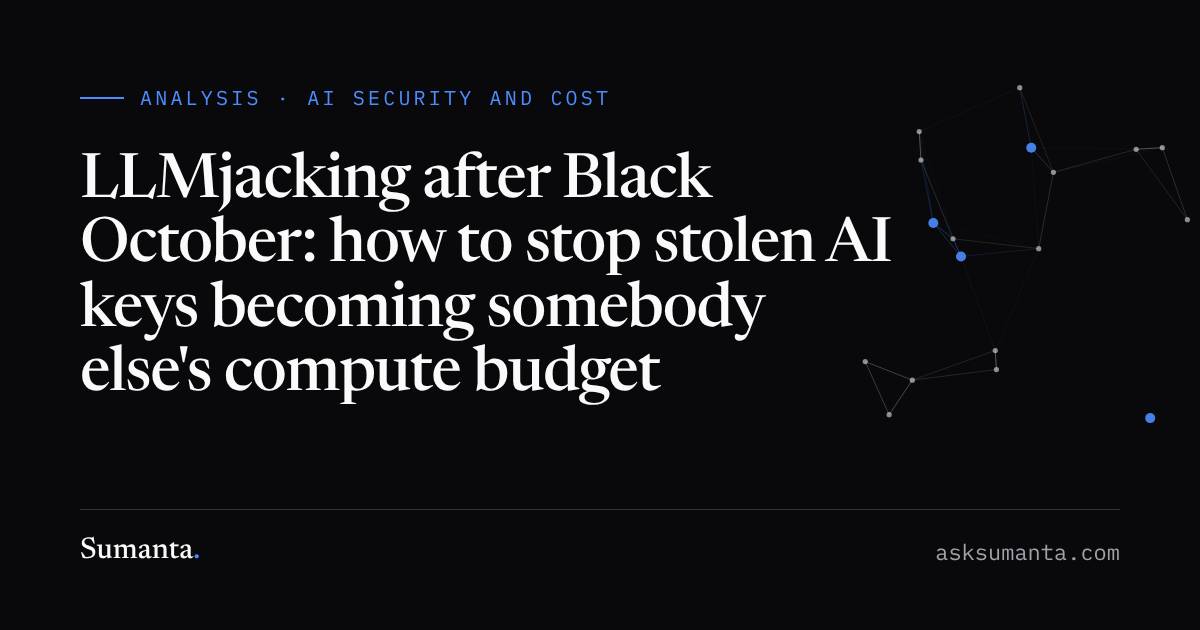 ANALYSIS · AI SECURITY AND COST
LLMjacking after Black
October: how to stop stolen AI
keys becoming somebody
else's compute budget
Sumanta.
asksumanta.com